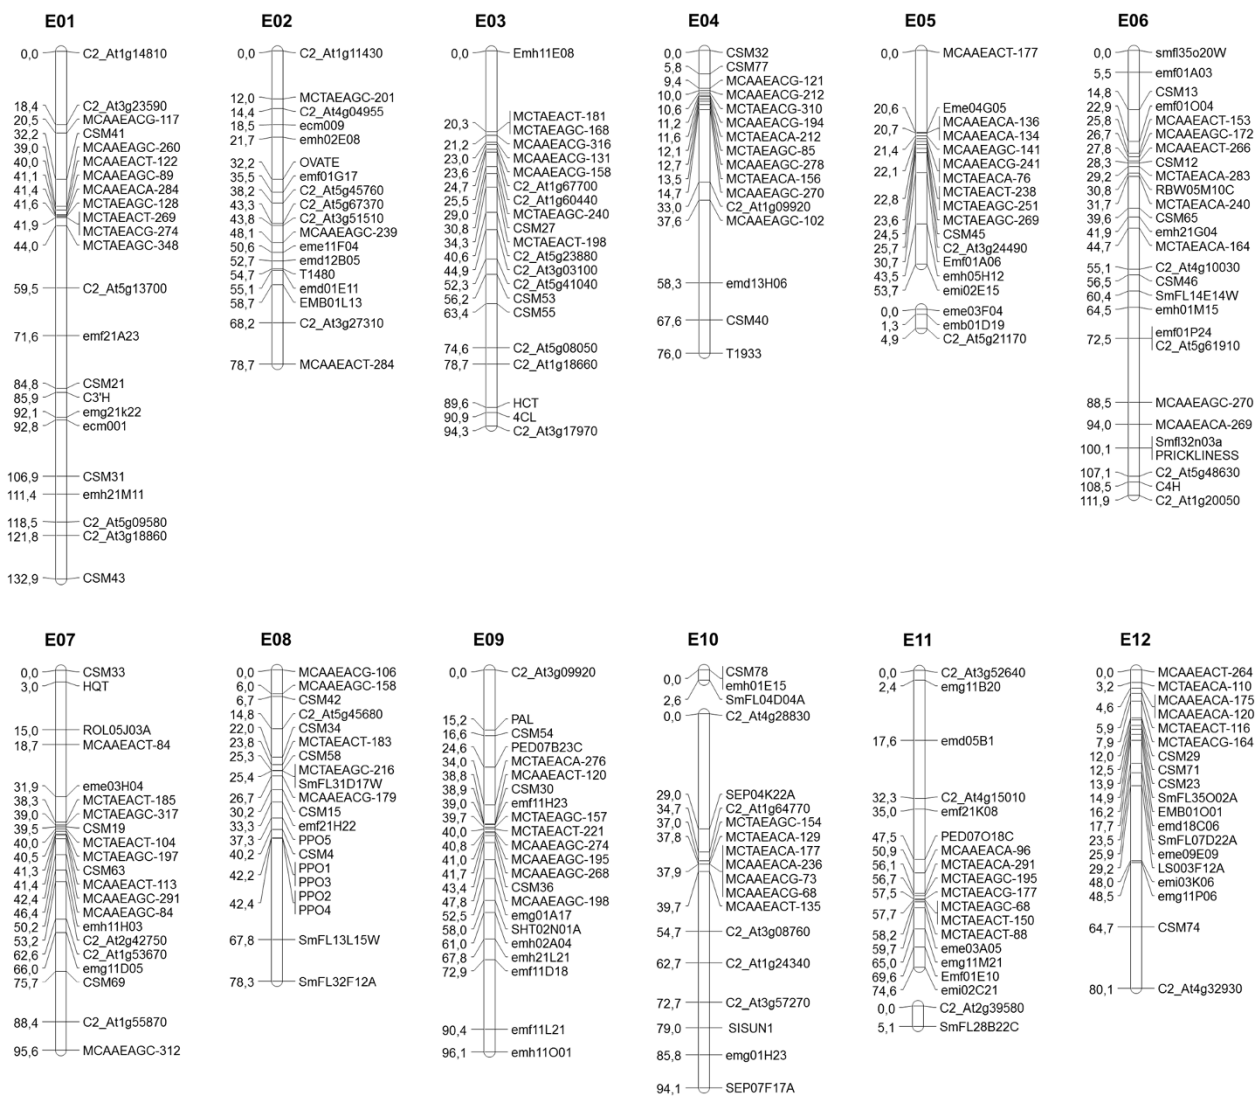 E01
0,0 C2_At1g14810
18,4 C2_At3g23590
20,5 MCAAEACG-117
32,2 CSM41
39,0 MCAAEAGC-260
40,0 MCAAEACT-122
41,1 MCAAEAGC-89
41,4 MCAAEACA-284
41,6 MCTAEAGC-128
41,9 MCTAEACT-269
MCTAEACG-274
44,0 MCTAEAGC-348
59,5 C2_At5g13700
71,6 emf21A23
84,8 CSM21
85,9 C3'H
92,1 emg21k22
92,8 ecm001
106,9 CSM31
111,4 emh21M11
118,5 C2_At5g09580
121,8 C2_At3g18860
132,9 CSM43
E02
0,0 C2_At1g11430
12,0 MCTAEAGC-201
14,4 C2_At4g04955
18,5 ecm009
21,7 emh02E08
32,2 OVATE
35,5 emf01G17
38,2 C2_At5g45760
43,3 C2_At5g67370
43,8 C2_At3g51510
48,1 MCAAEAGC-239
50,6 eme11F04
52,7 emd12B05
54,7 T1480
55,1 emd01E11
58,7 EMB01L13
68,2 C2_At3g27310
78,7 MCAAEACT-284
E03
0,0 Emh11E08
20,3 MCTAEACT-181
MCTAEAGC-168
21,2 MCAAEACG-316
23,0 MCAAEACG-131
23,6 MCAAEACG-158
24,7 C2_At1g67700
25,5 C2_At1g60440
29,0 MCTAEAGC-240
30,8 CSM27
34,3 MCTAEACT-198
40,6 C2_At5g23880
44,9 C2_At3g03100
52,3 C2_At5g41040
56,2 CSM53
63,4 CSM55
74,6 C2_At5g08050
78,7 C2_At1g18660
89,6 HCT
90,9 4CL
94,3 C2_At3g17970
E04
0,0 CSM32
5,8 CSM77
9,4 MCAAEACG-121
10,0 MCAAEACG-212
10,6 MCTAEACG-310
11,2 MCAAEACG-194
11,6 MCTAEACA-212
12,1 MCTAEAGC-85
12,7 MCAAEAGC-278
13,5 MCTAEACA-156
14,7 MCAAEAGC-270
33,0 C2_At1g09920
37,6 MCAAEAGC-102
58,3 emd13H06
67,6 CSM40
76,0 T1933
E05
0,0 MCAAEACT-177
20,6 Eme04G05
20,7 MCAAEACA-136
MCAAEACA-134
21,4 MCAAEAGC-141
22,1 MCAAEACG-241
MCTAEACA-76
22,8 MCTAEACT-238
MCTAEAGC-251
23,6 MCTAEAGC-269
24,5 CSM45
25,7 C2_At3g24490
30,7 Emf01A06
43,5 emh05H12
53,7 emi02E15
0,0 eme03F04
1,3 emb01D19
4,9 C2_At5g21170
E06
0,0 smfl35o20W
5,5 emf01A03
14,8 CSM13
22,9 emf01O04
25,8 MCAAEACT-153
26,7 MCAAEAGC-172
27,8 MCTAEACT-266
28,3 CSM12
29,2 MCTAEACA-283
30,8 RBW05M10C
31,7 MCTAEACA-240
39,6 CSM65
41,9 emh21G04
44,7 MCTAEACA-164
55,1 C2_At4g10030
56,5 CSM46
60,4 SmFL14E14W
64,5 emh01M15
72,5 emf01P24
C2_At5g61910
88,5 MCAAEAGC-270
94,0 MCAAEACA-269
100,1 Smfl32n03a
PRICKLINESS
107,1 C2_At5g48630
108,5 C4H
111,9 C2_At1g20050
E07
0,0 CSM33
3,0 HQT
15,0 ROL05J03A
18,7 MCAAEACT-84
31,9 eme03H04
38,3 MCTAEACT-185
39,0 MCTAEAGC-317
39,5 CSM19
40,0 MCTAEACT-104
40,5 MCTAEAGC-197
41,3 CSM63
41,4 MCAAEACT-113
42,4 MCAAEAGC-291
46,4 MCAAEAGC-84
50,2 emh11H03
53,2 C2_At2g42750
62,6 C2_At1g53670
66,0 emg11D05
75,7 CSM69
88,4 C2_At1g55870
95,6 MCAAEAGC-312
E08
0,0 MCAAEACG-106
6,0 MCAAEAGC-158
6,7 CSM42
14,8 C2_At5g45680
22,0 CSM34
23,8 MCTAEACT-183
25,3 CSM58
25,4 MCTAEAGC-216
SmFL31D17W
26,7 MCAAEACG-179
30,2 CSM15
33,3 emf21H22
37,3 PPO5
40,2 CSM4
42,2 PPO1
PPO3
42,4 PPO2
PPO4
67,8 SmFL13L15W
78,3 SmFL32F12A
E09
0,0 C2_At3g09920
15,2 PAL
16,6 CSM54
24,6 PED07B23C
34,0 MCTAEACA-276
38,8 MCAAEACT-120
38,9 CSM30
39,0 emf11H23
39,7 MCTAEAGC-157
40,0 MCTAEACT-221
40,8 MCAAEAGC-274
41,0 MCAAEAGC-195
41,7 MCAAEAGC-268
43,4 CSM36
47,8 MCAAEAGC-198
52,5 emg01A17
58,0 SHT02N01A
61,0 emh02A04
67,8 emh21L21
72,9 emf11D18
90,4 emf11L21
96,1 emh11O01
E10
0,0 CSM78
emh01E15
2,6 SmFL04D04A
0,0 C2_At4g28830
29,0 SEP04K22A
34,7 C2_At1g64770
37,0 MCTAEAGC-154
37,8 MCTAEACA-129
MCTAEACA-177
37,9 MCAAEACA-236
MCAAEACG-73
MCAAEACG-68
39,7 MCAAEACT-135
54,7 C2_At3g08760
62,7 C2_At1g24340
72,7 C2_At3g57270
79,0 SISUN1
85,8 emg01H23
94,1 SEP07F17A
E11
0,0 C2_At3g52640
2,4 emg11B20
17,6 emd05B1
32,3 C2_At4g15010
35,0 emf21K08
47,5 PED07O18C
50,9 MCAAEACA-96
56,1 MCTAEACA-291
56,7 MCTAEAGC-195
57,5 MCTAEACG-177
57,7 MCTAEAGC-68
MCTAEACT-150
58,2 MCTAEACT-88
59,7 eme03A05
65,0 emg11M21
69,6 Emf01E10
74,6 emi02C21
0,0 C2_At2g39580
5,1 SmFL28B22C
E12
0,0 MCAAEACT-264
3,2 MCTAEACA-110
4,6 MCAAEACA-175
MCAAEACA-120
5,9 MCTAEACT-116
7,9 MCTAEACG-164
12,0 CSM29
12,5 CSM71
13,9 CSM23
14,9 SmFL35O02A
16,2 EMB01O01
17,7 emd18C06
23,5 SmFL07D22A
25,9 eme09E09
29,2 LS003F12A
48,0 emi03K06
48,5 emg11P06
64,7 CSM74
80,1 C2_At4g32930